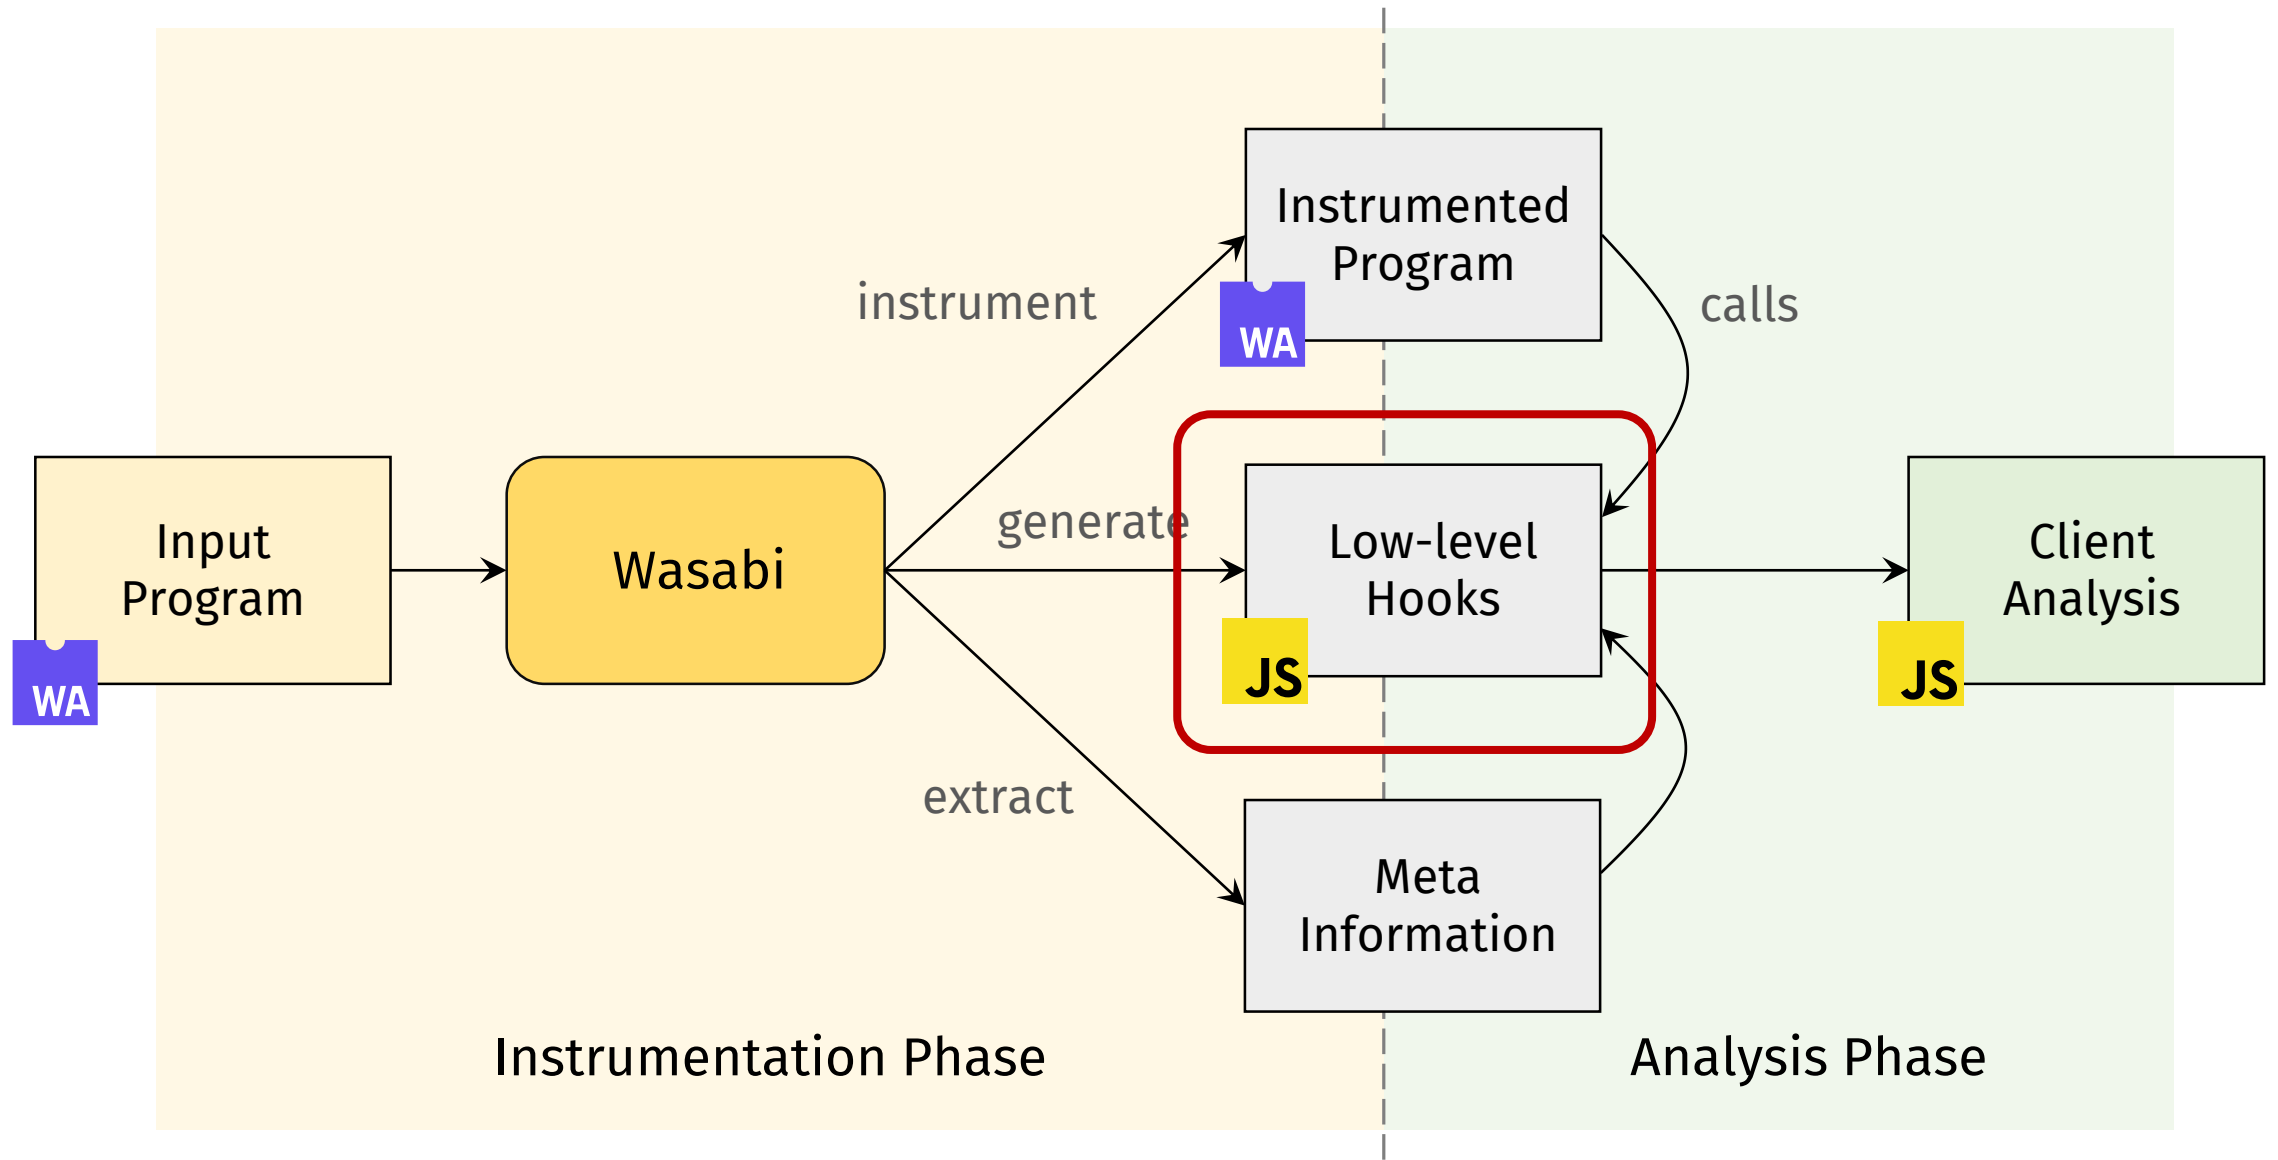 Instrumented
Program
WA
instrument
calls
Input
Program
WA
Wasabi
generate
Low-level
Hooks
JS
Client
Analysis
JS
extract
Meta
Information
Instrumentation Phase
Analysis Phase